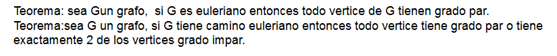 Teorema: sea G un grafo,  si G es euleriano entonces todo vertice de G tienen grado par.
Teorema:sea G un grafo, si G tiene camino euleriano entonces todo vertice tiene grado par o tiene
exactamente 2 de los vertices grado impar.